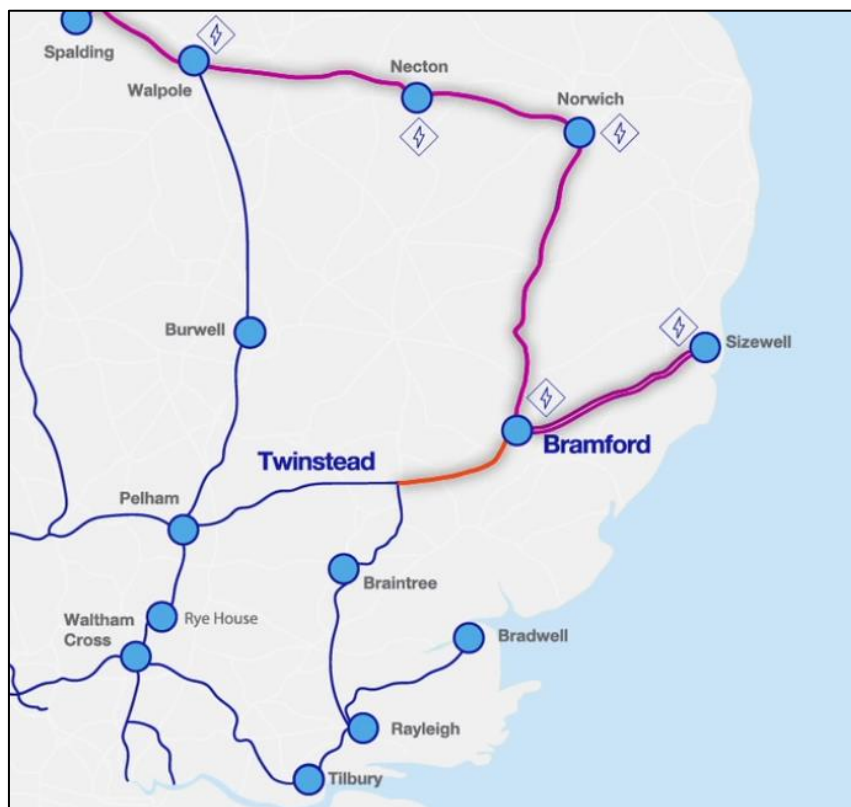 Spalding
Walpole
Necton
Norwich
Burwell
Sizewell
Bramford
Twinstead
Pelham
Braintree
Rye House
Waltham
Cross
Bradwell
Rayleigh
Tilbury